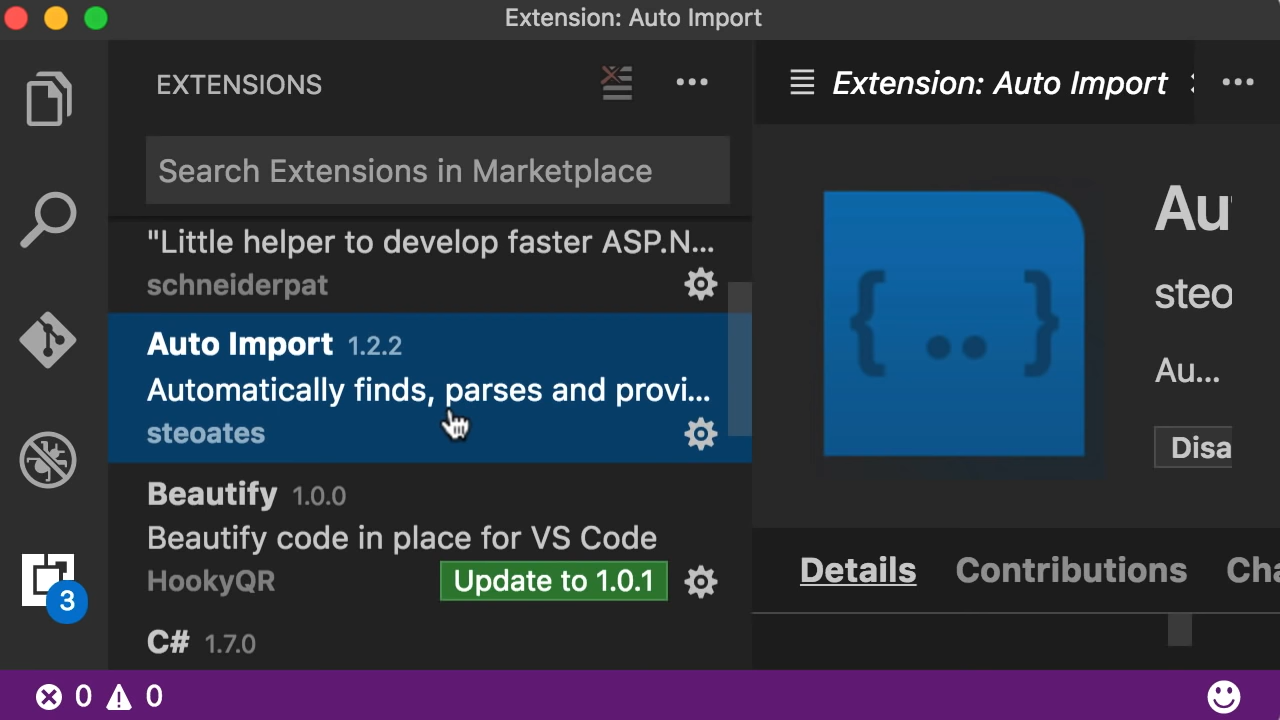 Extension: Auto Import
EXTENSIONS
Extension: Auto Import
Search Extensions in Marketplace
"Little helper to develop faster ASP.N...
schneiderpat
Auto Import 1.2.2
Automatically finds, parses and provi...
steoates
Beautify 1.0.0
Beautify code in place for VS Code
HookyQR
Update to 1.0.1
C# 1.7.0
{ .. }
Au
steo
Au...
Disa
Details Contributions Cha
3
0 0